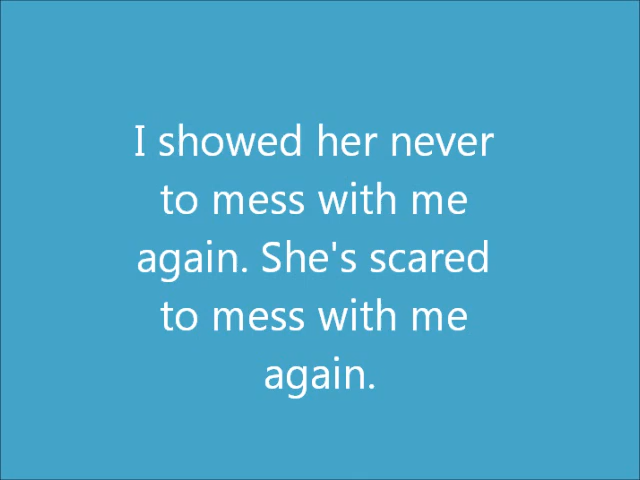 I showed her never
to mess with me
again. She's scared
to mess with me
again.